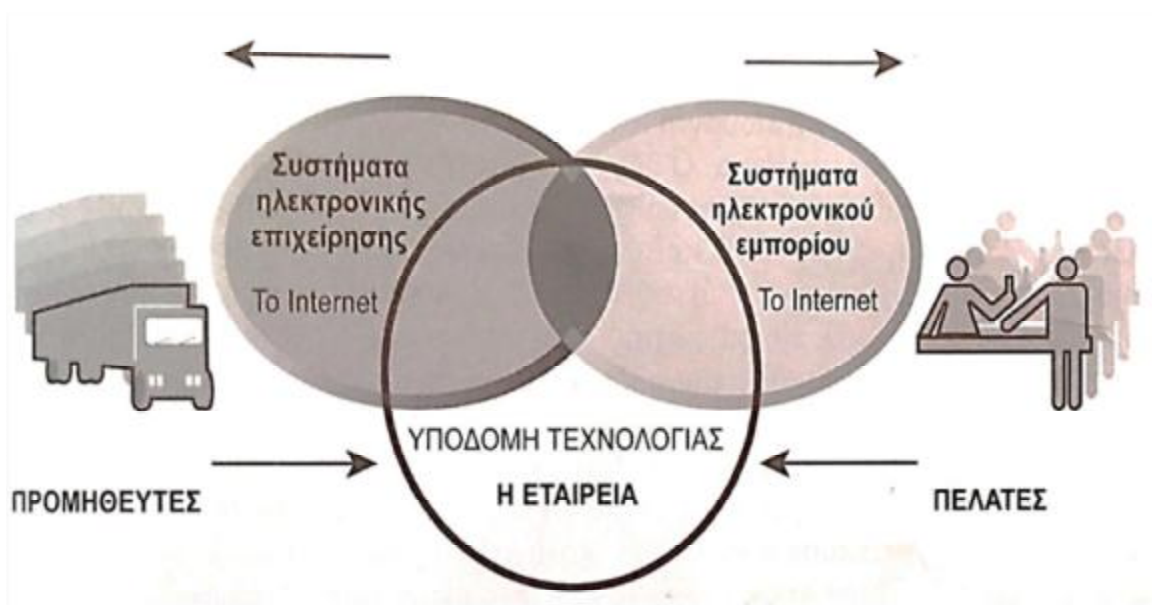 Συστήματα
ηλεκτρονικής
επιχείρησης
Το Internet
Συστήματα
ηλεκτρονικού
εμπορίου
Το Internet
ΥΠΟΔΟΜΗ ΤΕΧΝΟΛΟΓΙΑΣ
Η ΕΤΑΙΡΕΙΑ
ΠΡΟΜΗΘΕΥΤΕΣ
ΠΕΛΑΤΕΣ